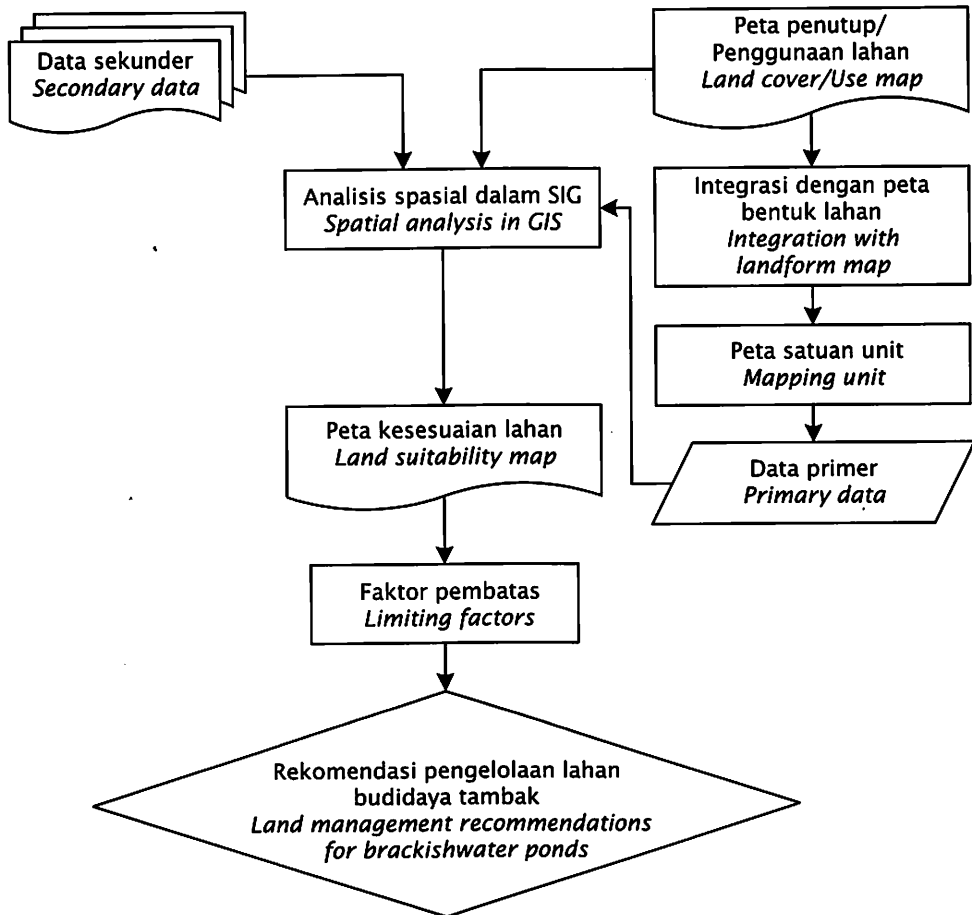 Data sekunder
Secondary data
Peta penutup/
Penggunaan lahan
Land cover/Use map
Analisis spasial dalam SIG
Spatial analysis in GIS
Integrasi dengan peta
bentuk lahan
Integration with
landform map
Peta satuan unit
Mapping unit
Peta kesesuaian lahan
Land suitability map
Data primer
Primary data
Faktor pembatas
Limiting factors
Rekomendasi pengelolaan lahan
budidaya tambak
Land management recommendations
for brackishwater ponds